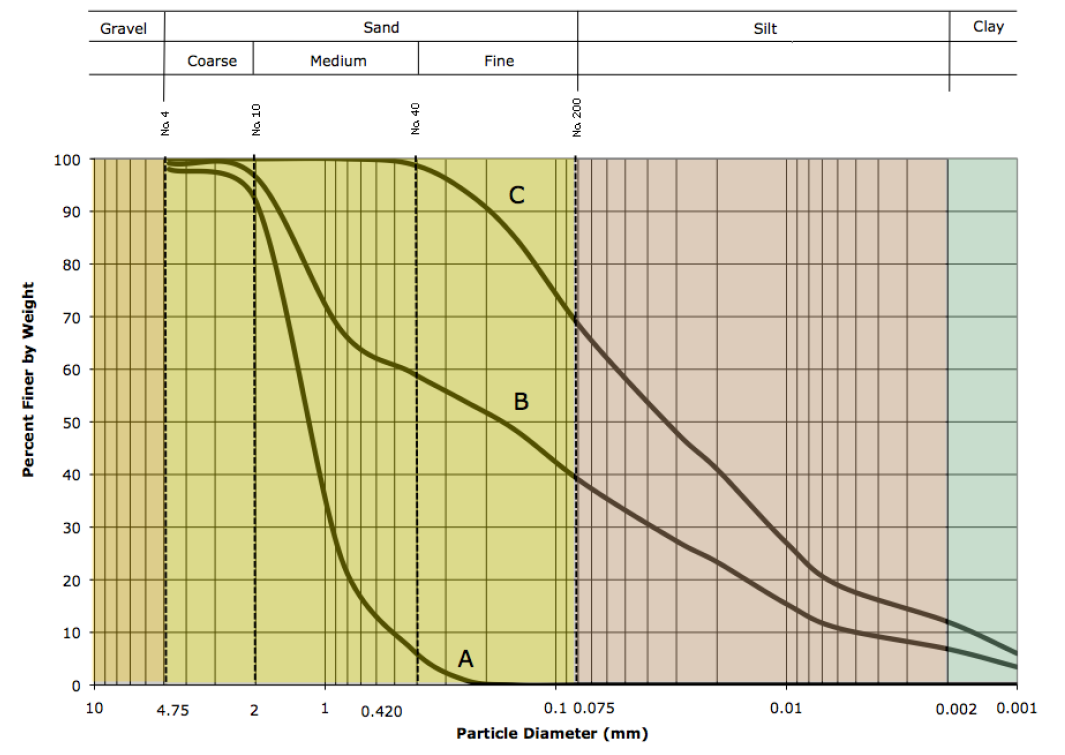 Gravel Sand Silt Clay
Coarse Medium Fine
No. 4 No. 10 No. 40 No. 200
Percent Finer by Weight
100
90
80
70
60
50
40
30
20
10
0
C
B
A
10 4.75 2 1 0.420 0.1 0.075 0.01 0.002 0.001
Particle Diameter (mm)